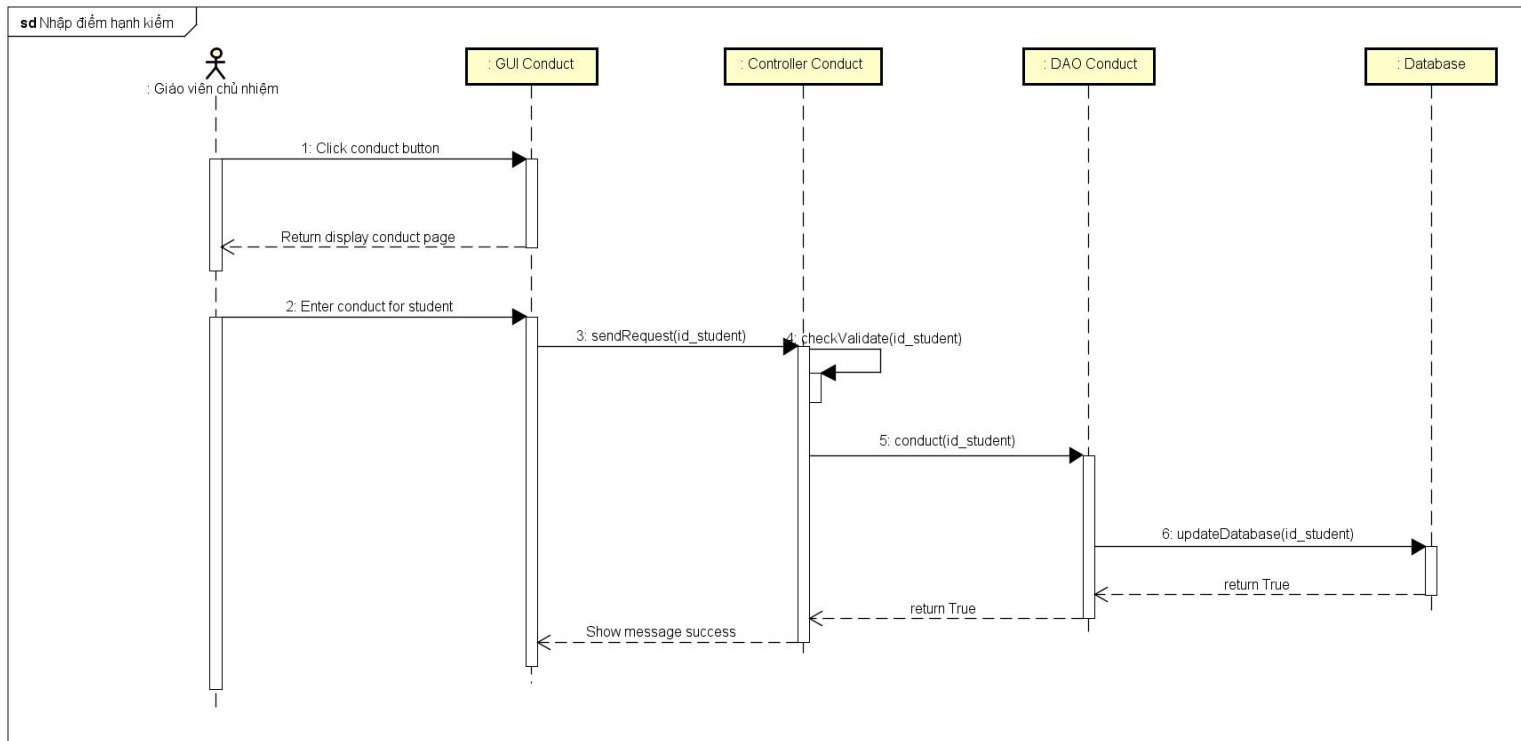 sd Nhập điểm hạnh kiểm
: Giáo viên chủ nhiệm
: GUI Conduct
: Controller Conduct
: DAO Conduct
: Database
1: Click conduct button
Return display conduct page
2: Enter conduct for student
3: sendRequest(id_student)
4: checkValidate(id_student)
5: conduct(id_student)
6: updateDatabase(id_student)
return True
return True
Show message success